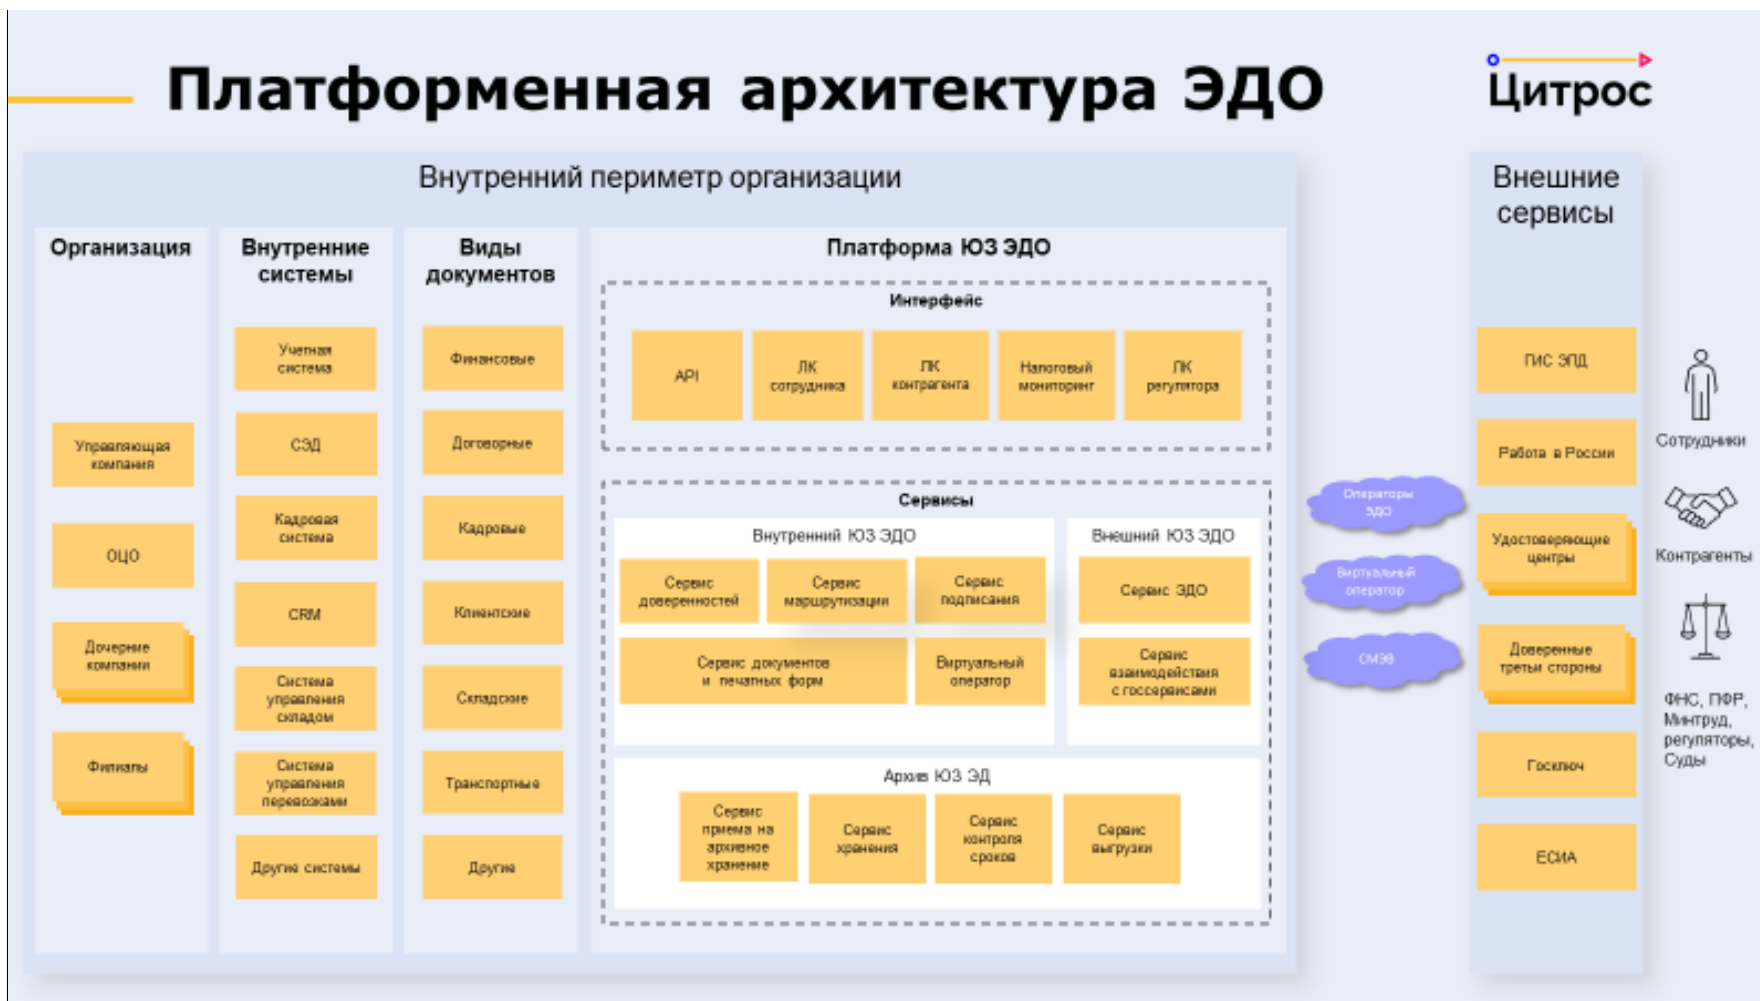 Платформенная архитектура ЭДО
Цитрос
Внутренний периметр организации
Организация
Управляющая
компания
ОЦО
Дочерние
компании
Филиалы
Внутренние
системы
Учетная
система
СЭД
Кадровая
система
CRM
Система
управления
складом
Система
управления
перевозками
Другие системы
Виды
документов
Финансовые
Договорные
Кадровые
Клиентские
Складские
Транспортные
Другие
Платформа ЮЗ ЭДО
Интерфейс
API
ЛК
сотрудника
ЛК
контрагента
Налоговый
мониторинг
ЛК
регулятора
Сервисы
Внутренний ЮЗ ЭДО
Сервис
доверенностей
Сервис
маршрутизации
Сервис
подписания
Сервис документов
и печатных форм
Виртуальный
оператор
Внешний ЮЗ ЭДО
Сервис ЭДО
Сервис
взаимодействия
с госсервисами
Архив ЮЗ ЭД
Сервис
приема на
архивное
хранение
Сервис
хранения
Сервис
контроля
сроков
Сервис
выгрузки
Операторы
ЭДО
Виртуальный
оператор
СМЭВ
Внешние
сервисы
ГИС ЭПД
Работа в России
Удостоверяющие
центры
Доверенные
третьи стороны
Госключ
ЕСИА
Сотрудники
Контрагенты
ФНС, ПФР,
Минтруд,
регуляторы,
Суды